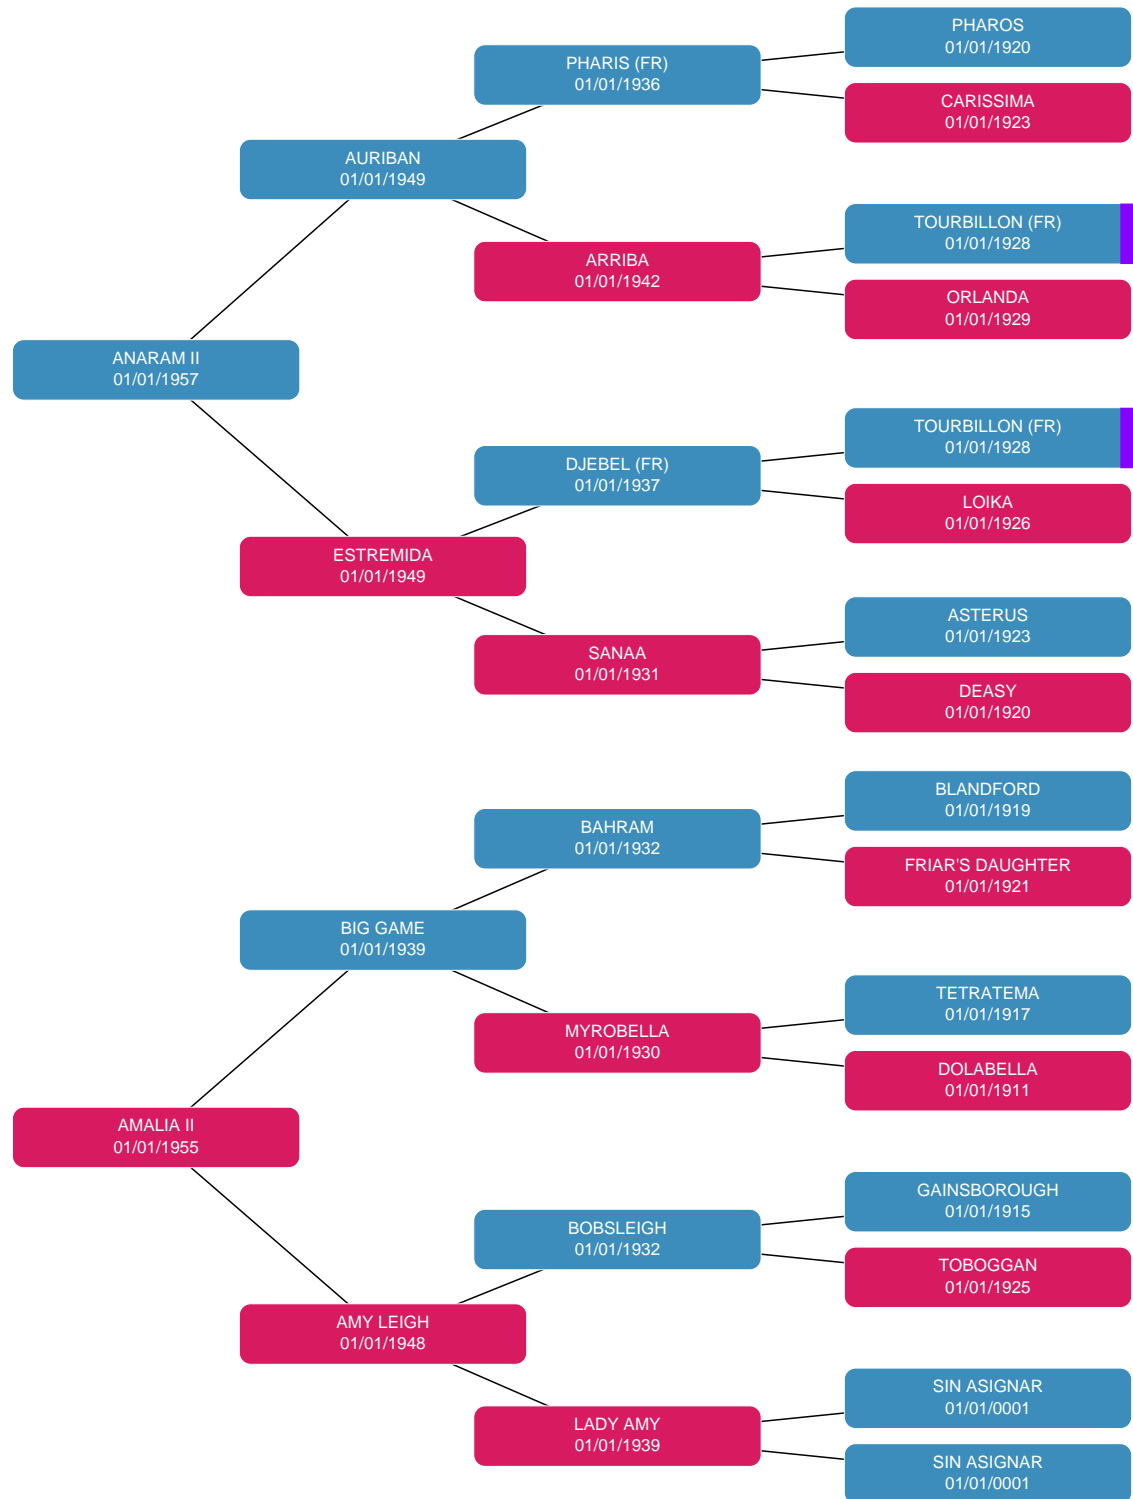 PHAROS
01/01/1920
PHARIS (FR)
01/01/1936
CARISSIMA
01/01/1923
AURIBAN
01/01/1949
TOURBILLON (FR)
01/01/1928
ARRIBA
01/01/1942
ORLANDA
01/01/1929
ANARAM II
01/01/1957
TOURBILLON (FR)
01/01/1928
DJEBEL (FR)
01/01/1937
LOIKA
01/01/1926
ESTREMIDA
01/01/1949
ASTERUS
01/01/1923
SANAA
01/01/1931
DEASY
01/01/1920
BLANDFORD
01/01/1919
BAHRAM
01/01/1932
FRIAR'S DAUGHTER
01/01/1921
BIG GAME
01/01/1939
TETRATEMA
01/01/1917
MYROBELLA
01/01/1930
DOLABELLA
01/01/1911
AMALIA II
01/01/1955
GAINSBOROUGH
01/01/1915
BOBSLEIGH
01/01/1932
TOBOGGAN
01/01/1925
AMY LEIGH
01/01/1948
SIN ASIGNAR
01/01/0001
LADY AMY
01/01/1939
SIN ASIGNAR
01/01/0001